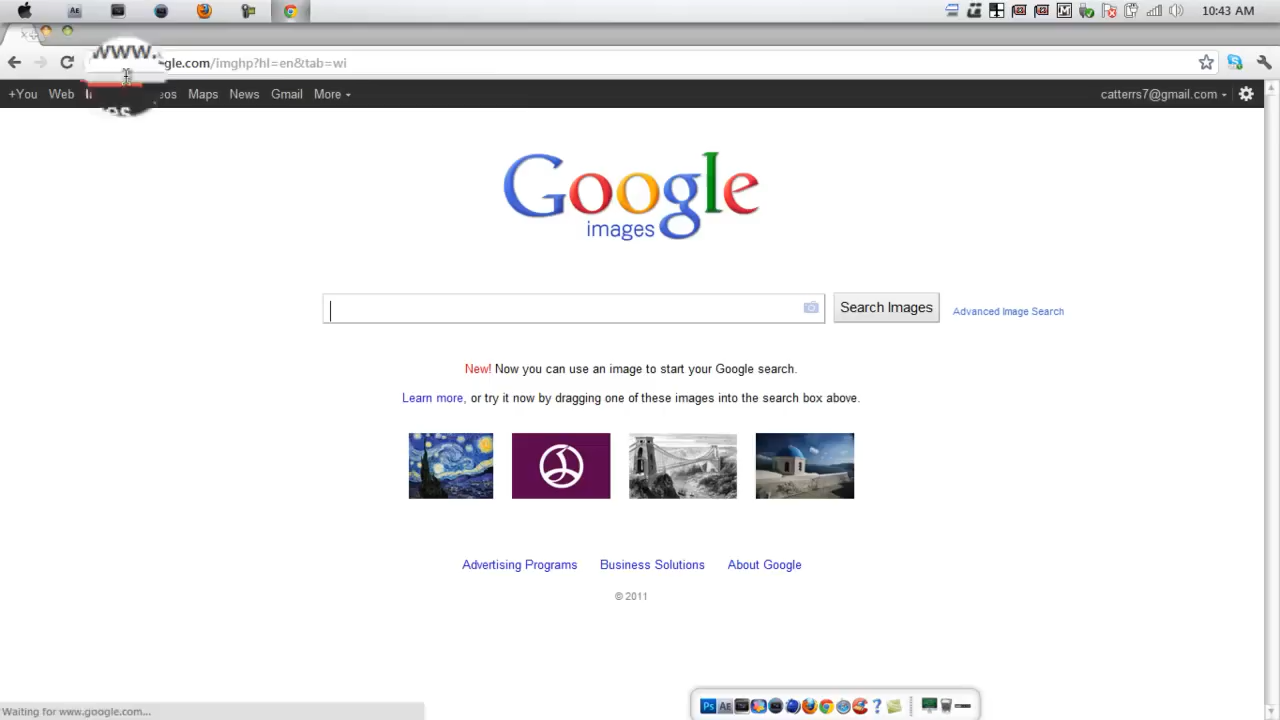 AE
10:43 AM
www.
gle.com/imghp?hl=en&tab=wi
+You Web eos Maps News Gmail More
catterrs7@gmail.com
Google
images
Search Images
Advanced Image Search
New! Now you can use an image to start your Google search.
Learn more, or try it now by dragging one of these images into the search box above.
Advertising Programs Business Solutions About Google
© 2011
Waiting for www.google.com...
Ps AE